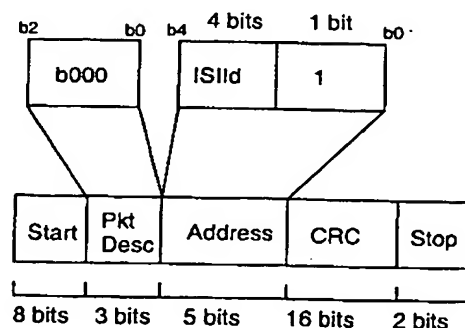 4 bits 1 bit
b2 b0 b4 b0
b000 ISIId 1
Start Pkt Desc Address CRC Stop
8 bits 3 bits 5 bits 16 bits 2 bits